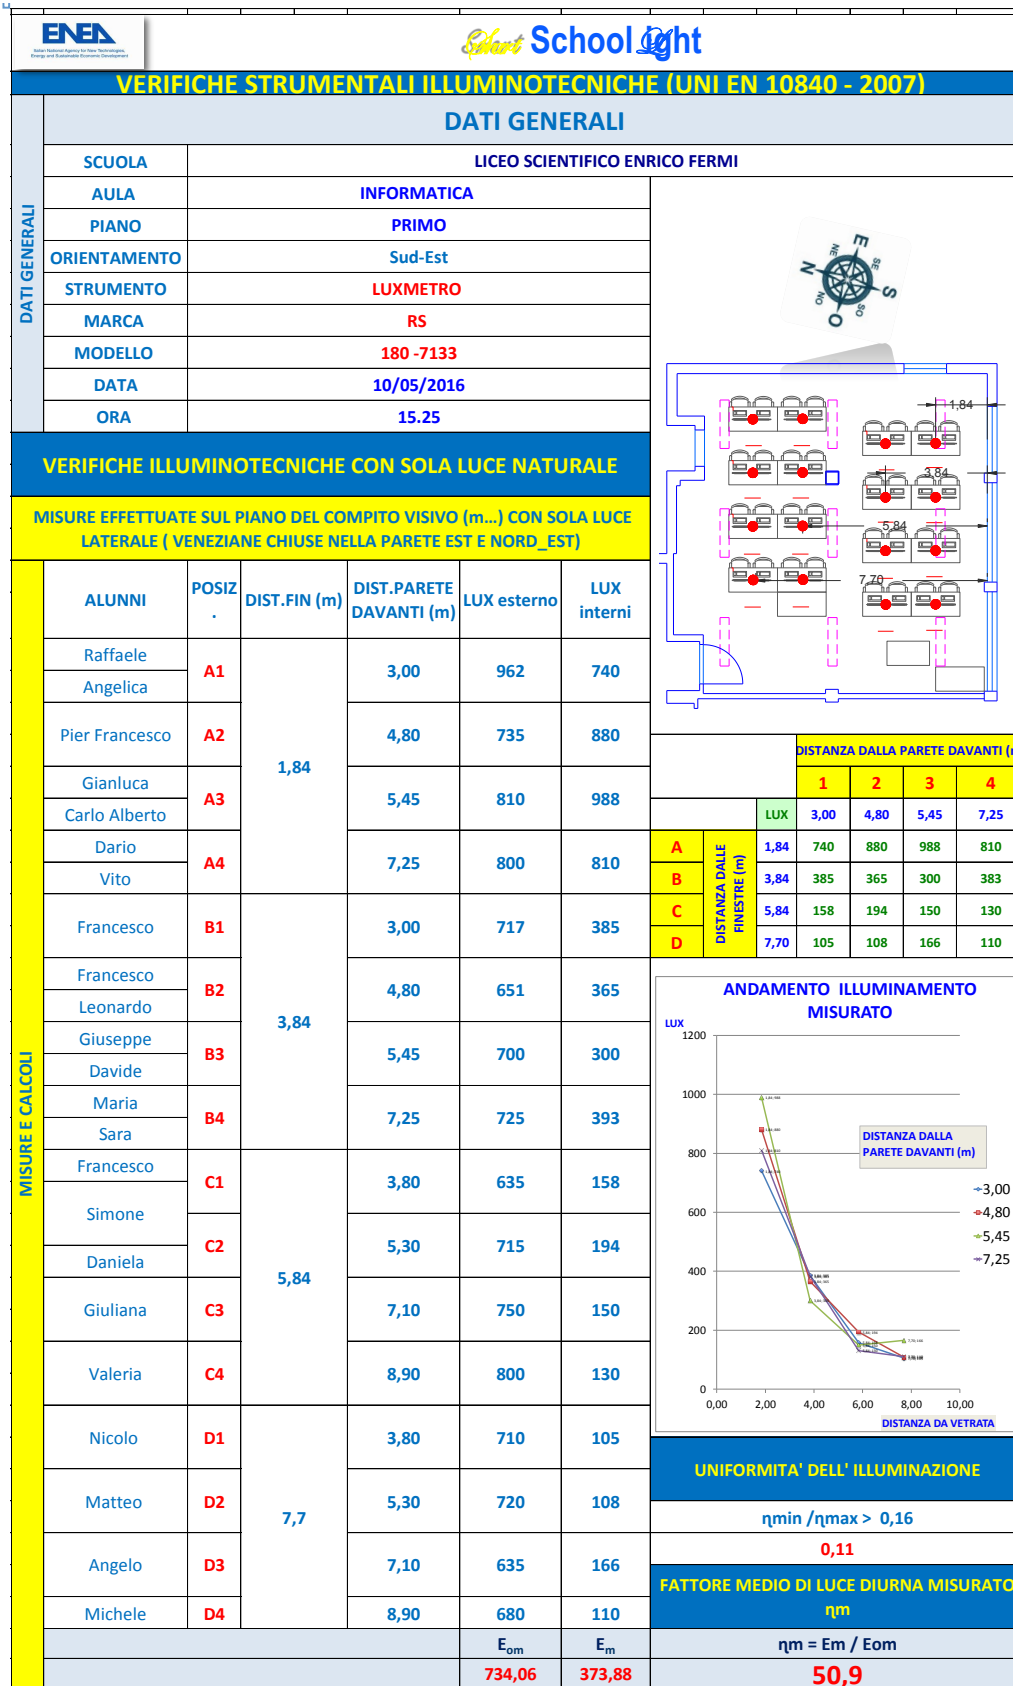 ENEA
Italian National Agency for New Technologies,
Energy and Sustainable Economic Development
Smart School Light
VERIFICHE STRUMENTALI ILLUMINOTECNICHE (UNI EN 10840 - 2007)
DATI GENERALI
DATI GENERALI
SCUOLA LICEO SCIENTIFICO ENRICO FERMI
AULA INFORMATICA
PIANO PRIMO
ORIENTAMENTO Sud-Est
STRUMENTO LUXMETRO
MARCA RS
MODELLO 180 -7133
DATA 10/05/2016
ORA 15.25
N NE E SE S SO O NO
1,84
3,84
5,84
7,70
VERIFICHE ILLUMINOTECNICHE CON SOLA LUCE NATURALE
MISURE EFFETTUATE SUL PIANO DEL COMPITO VISIVO (m...) CON SOLA LUCE
LATERALE ( VENEZIANE CHIUSE NELLA PARETE EST E NORD_EST)
MISURE E CALCOLI
ALUNNI POSIZ. DIST.FIN (m) DIST.PARETE DAVANTI (m) LUX esterno LUX interni
Raffaele
Angelica
A1 1,84 3,00 962 740
Pier Francesco A2 4,80 735 880
Gianluca
Carlo Alberto
A3 5,45 810 988
Dario
Vito
A4 7,25 800 810
Francesco B1 3,84 3,00 717 385
Francesco
Leonardo
B2 4,80 651 365
Giuseppe
Davide
B3 5,45 700 300
Maria
Sara
B4 7,25 725 393
Francesco
Simone
C1 5,84 3,80 635 158
Daniela
C2 5,30 715 194
Giuliana C3 7,10 750 150
Valeria C4 8,90 800 130
Nicolo D1 7,7 3,80 710 105
Matteo D2 5,30 720 108
Angelo D3 7,10 635 166
Michele D4 8,90 680 110
Eom Em
734,06 373,88
DISTANZA DALLA PARETE DAVANTI (
1 2 3 4
LUX 3,00 4,80 5,45 7,25
DISTANZA DALLE FINESTRE (m)
A 1,84 740 880 988 810
B 3,84 385 365 300 383
C 5,84 158 194 150 130
D 7,70 105 108 166 110
ANDAMENTO ILLUMINAMENTO
MISURATO
LUX
1200
1000
800
600
400
200
0
0,00 2,00 4,00 6,00 8,00 10,00
DISTANZA DALLA
PARETE DAVANTI (m)
3,00
4,80
5,45
7,25
DISTANZA DA VETRATA
UNIFORMITA' DELL' ILLUMINAZIONE
ηmin /ηmax > 0,16
0,11
FATTORE MEDIO DI LUCE DIURNA MISURATO
ηm
ηm = Em / Eom
50,9